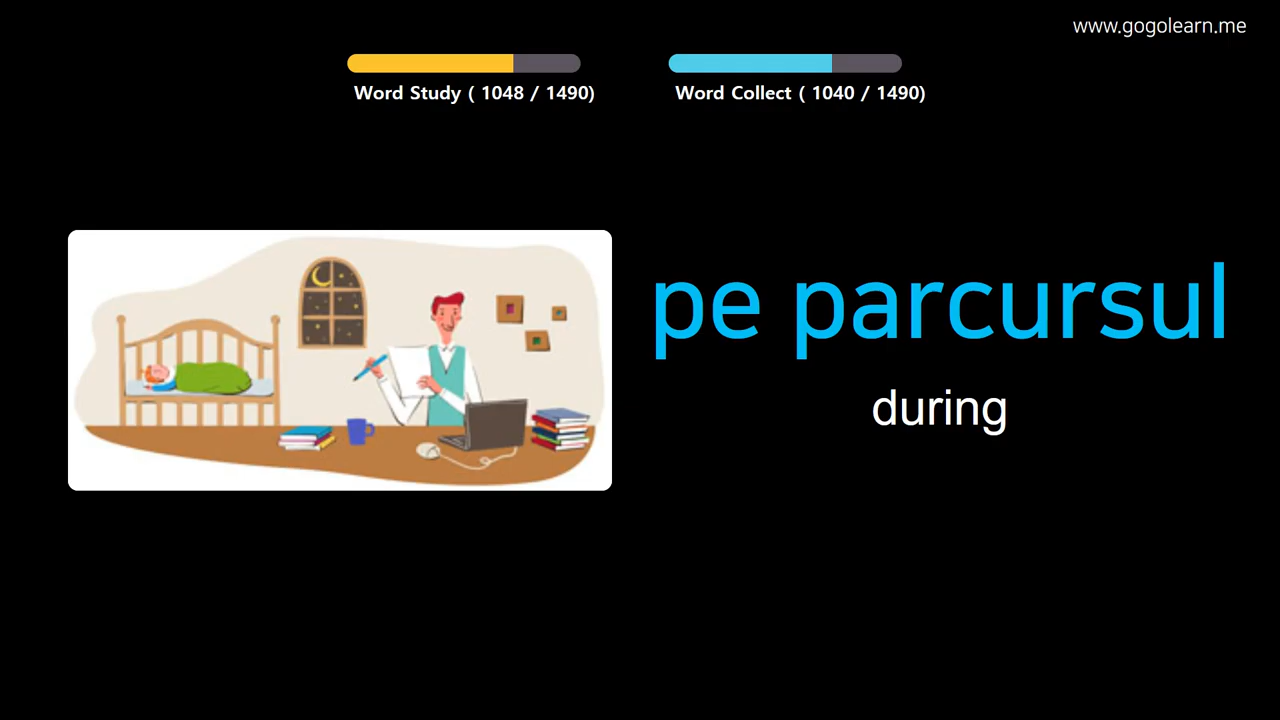 www.gogolearn.me
Word Study ( 1048 / 1490)
Word Collect ( 1040 / 1490)
pe parcursul
during